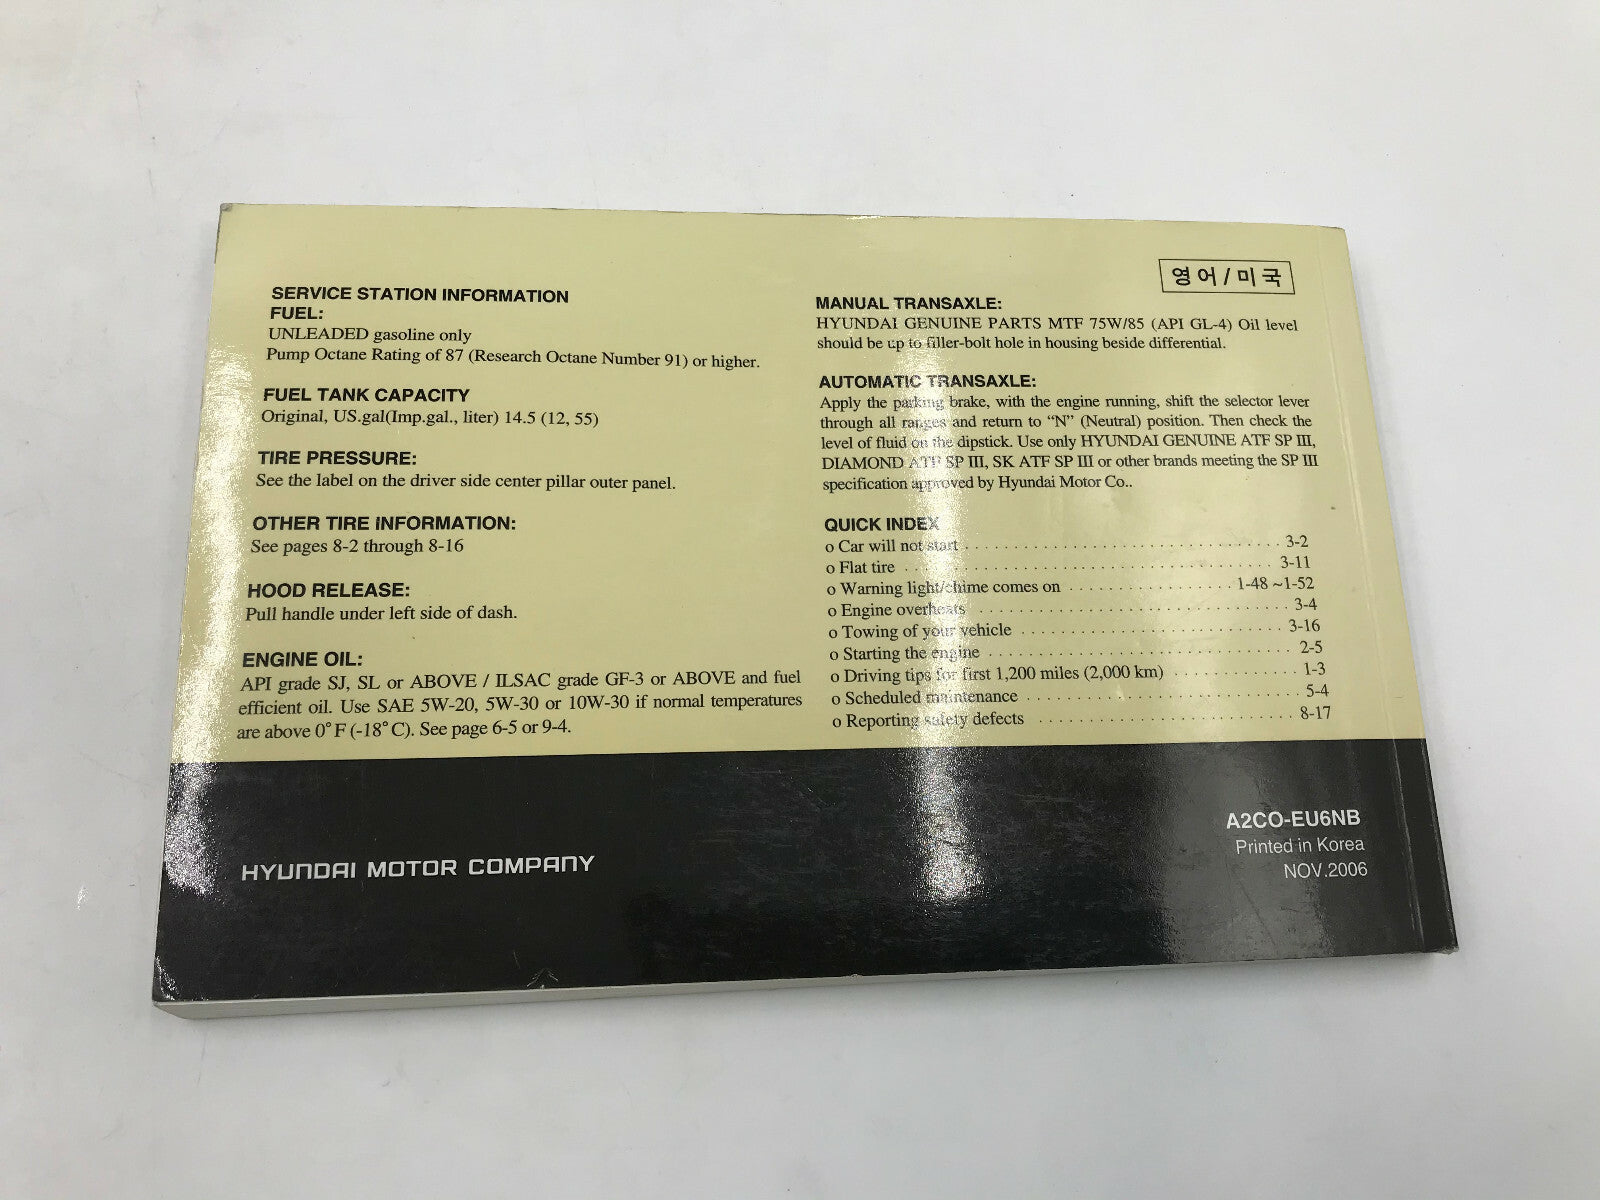 SERVICE STATION INFORMATION
FUEL:
UNLEADED gasoline only
Pump Octane Rating of 87 (Research Octane Number 91) or higher.
FUEL TANK CAPACITY
Original, US.gal(Imp.gal., liter) 14.5 (12, 55)
TIRE PRESSURE:
See the label on the driver side center pillar outer panel.
OTHER TIRE INFORMATION:
See pages 8-2 through 8-16
HOOD RELEASE:
Pull handle under left side of dash.
ENGINE OIL:
API grade SJ, SL or ABOVE / ILSAC grade GF-3 or ABOVE and fuel
efficient oil. Use SAE 5W-20, 5W-30 or 10W-30 if normal temperatures
are above 0°F (-18°C). See page 6-5 or 9-4.
영어/미국
MANUAL TRANSAXLE:
HYUNDAI GENUINE PARTS MTF 75W/85 (API GL-4) Oil level
should be up to filler-bolt hole in housing beside differential.
AUTOMATIC TRANSAXLE:
Apply the parking brake, with the engine running, shift the selector lever
through all ranges and return to "N" (Neutral) position. Then check the
level of fluid on the dipstick. Use only HYUNDAI GENUINE ATF SP III,
DIAMOND ATF SP III, SK ATF SP III or other brands meeting the SP III
specification approved by Hyundai Motor Co..
QUICK INDEX
o Car will not start . . . . . . . . . . . . . . . . . . . . . . . . . . . . . . . . 3-2
o Flat tire . . . . . . . . . . . . . . . . . . . . . . . . . . . . . . . . . . . . . . 3-11
o Warning light/chime comes on . . . . . . . . . . . . . . . . . 1-48 ~1-52
o Engine overheats . . . . . . . . . . . . . . . . . . . . . . . . . . . . . . . . 3-4
o Towing of your vehicle . . . . . . . . . . . . . . . . . . . . . . . . . . . 3-16
o Starting the engine . . . . . . . . . . . . . . . . . . . . . . . . . . . . . . . 2-5
o Driving tips for first 1,200 miles (2,000 km) . . . . . . . . . . . . . . 1-3
o Scheduled maintenance . . . . . . . . . . . . . . . . . . . . . . . . . . . . 5-4
o Reporting safety defects . . . . . . . . . . . . . . . . . . . . . . . . . . 8-17
HYUNDAI MOTOR COMPANY
A2CO-EU6NB
Printed in Korea
NOV.2006